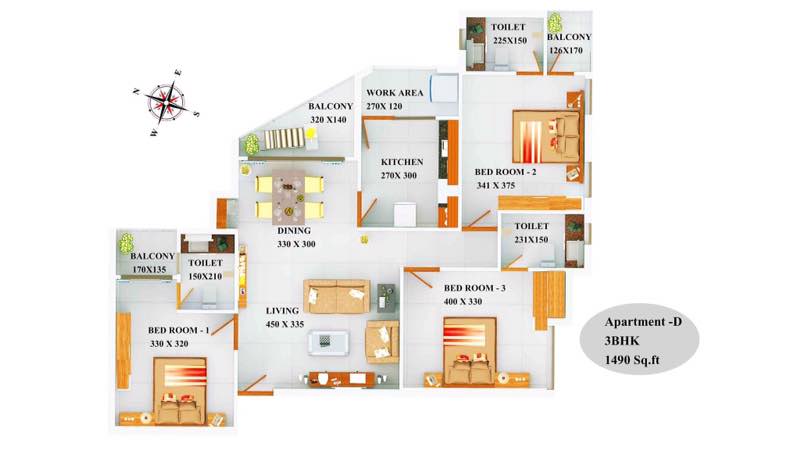 TOILET
225X150
BALCONY
126X170
N
E
W
S
WORK AREA
270X 120
BALCONY
320 X140
KITCHEN
270X 300
BED ROOM - 2
341 X 375
DINING
330 X 300
TOILET
231X150
BALCONY
170X135
TOILET
150X210
BED ROOM - 3
400 X 330
LIVING
450 X 335
BED ROOM - 1
330 X 320
Apartment -D
3BHK
1490 Sq.ft